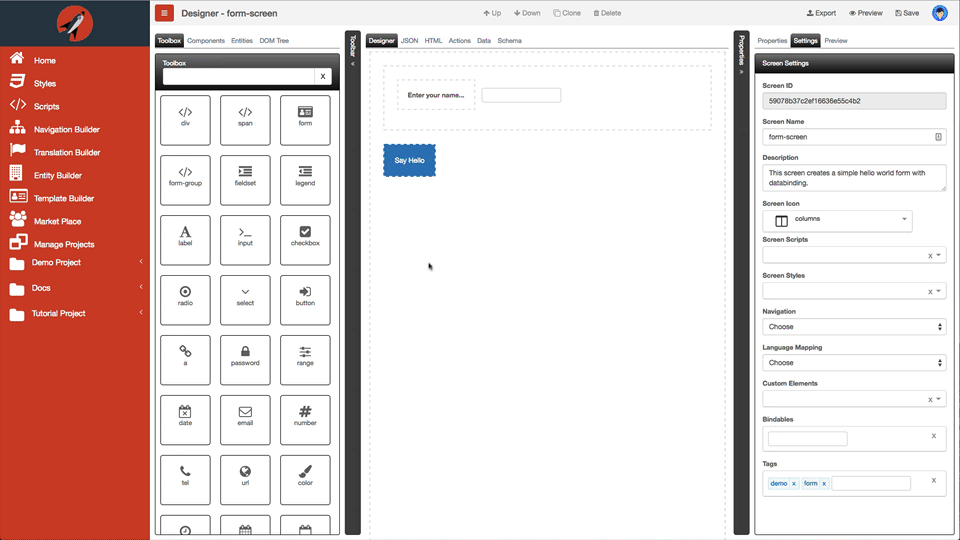 Designer - form-screen
Up
Down
Clone
Delete
Export
Preview
Save
Home
Styles
Scripts
Navigation Builder
Translation Builder
Entity Builder
Template Builder
Market Place
Manage Projects
Demo Project
Docs
Tutorial Project
Toolbox
Components
Entities
DOM Tree
Toolbox
X
div
span
form
form-group
fieldset
legend
label
input
checkbox
radio
select
button
a
password
range
date
email
number
tel
url
color
Toolbar
Designer
JSON
HTML
Actions
Data
Schema
Enter your name...
Say Hello
Properties
Properties
Settings
Preview
Screen Settings
Screen ID
59078b37c2ef16636e55c4b2
Screen Name
form-screen
Description
This screen creates a simple hello world form with
databinding.
Screen Icon
columns
Screen Scripts
x
Screen Styles
x
Navigation
Choose
Language Mapping
Choose
Custom Elements
x
Bindables
x
Tags
demo x
form x
x